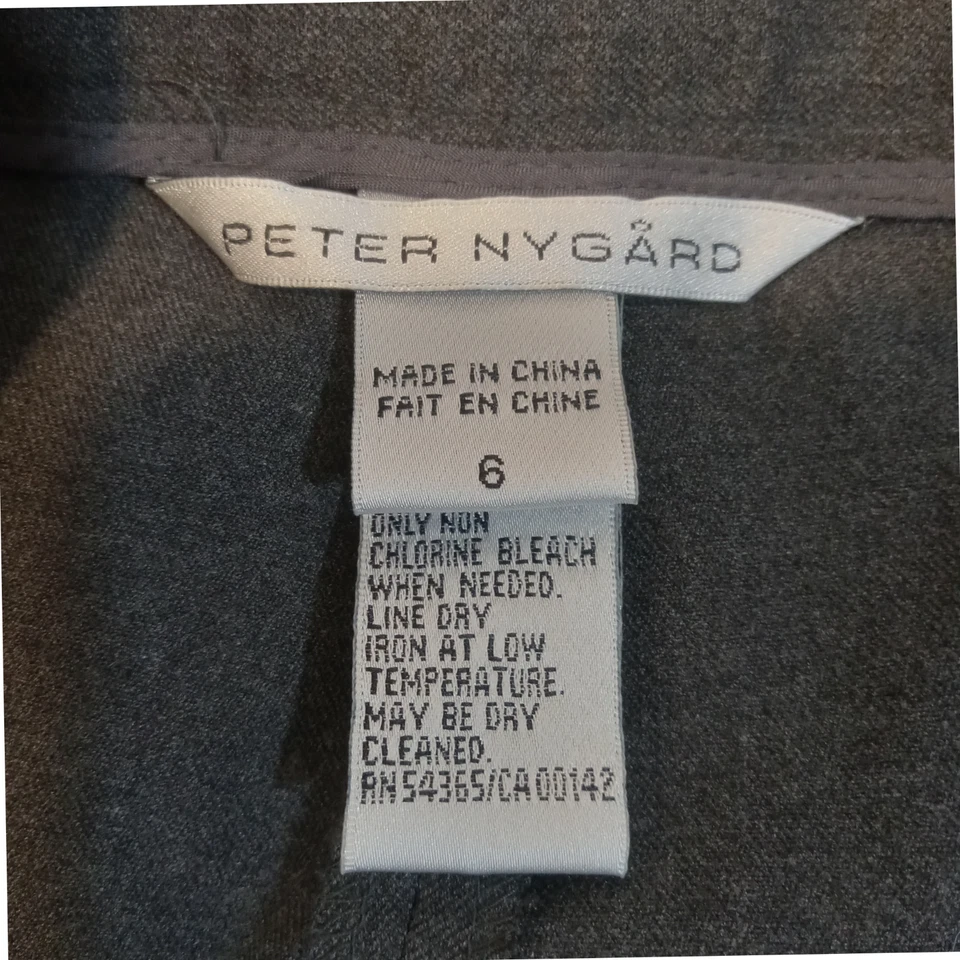 PETER NYGÅRD
MADE IN CHINA
FAIT EN CHINE
6
ONLY NON
CHLORINE BLEACH
WHEN NEEDED.
LINE DRY
IRON AT LOW
TEMPERATURE.
MAY BE DRY
CLEANED.
RN54365/CA00142